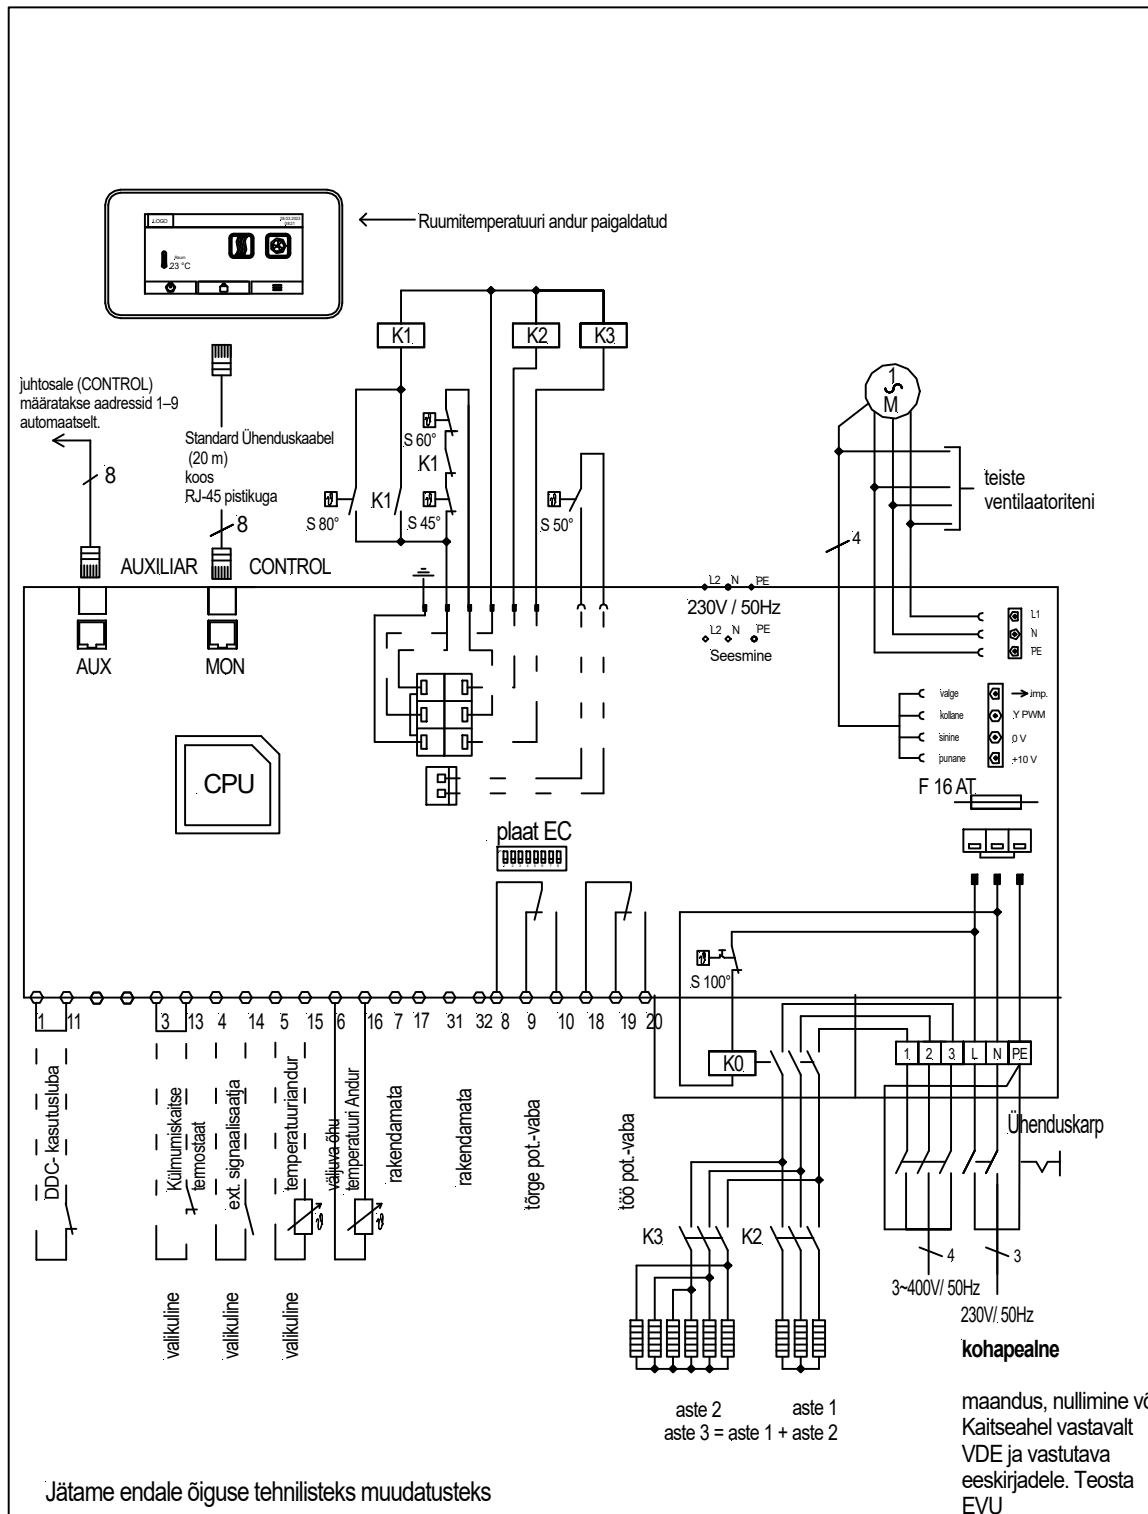 LOGO
Raum
23 °C
Ruumitemperatuuri andur paigaldatud
K1
K2
K3
1
M
juhtosale (CONTROL)
määratakse aadressid 1–9
automaatselt.
8
Standard Ühenduskaabel
(20 m)
koos
RJ-45 pistikuga
8
S 60°
K1
S 80°
K1
S 45°
S 50°
teiste
ventilaatoriteni
4
AUXILIAR
CONTROL
L2 N PE
230V / 50Hz
L2 N PE
Seesmine
AUX
MON
L1
N
PE
valge
imp.
kollane
Y PWM
sinine
0 V
punane
+10 V
CPU
F 16 AT
plaat EC
S 100°
1 11 3 13 4 14 5 15 6 16 7 17 31 32 8 9 10 18 19 20
K0
1 2 3 L N PE
Ühenduskarp
DDC- kasutusluba
Külmumiskaitse
termostaat
ext. signaalisaatja
temperatuuriandur
väljuva õhu
temperatuuri Andur
rakendamata
rakendamata
tõrge pot.-vaba
töö pot.-vaba
valikuline
valikuline
valikuline
K3
K2
4
3
3~400V/ 50Hz
230V/ 50Hz
kohapealne
aste 2
aste 1
aste 3 = aste 1 + aste 2
maandus, nullimine võ
Kaitseahel vastavalt
VDE ja vastutava
eeskirjadele. Teosta
EVU
Jätame endale õiguse tehnilisteks muudatusteks